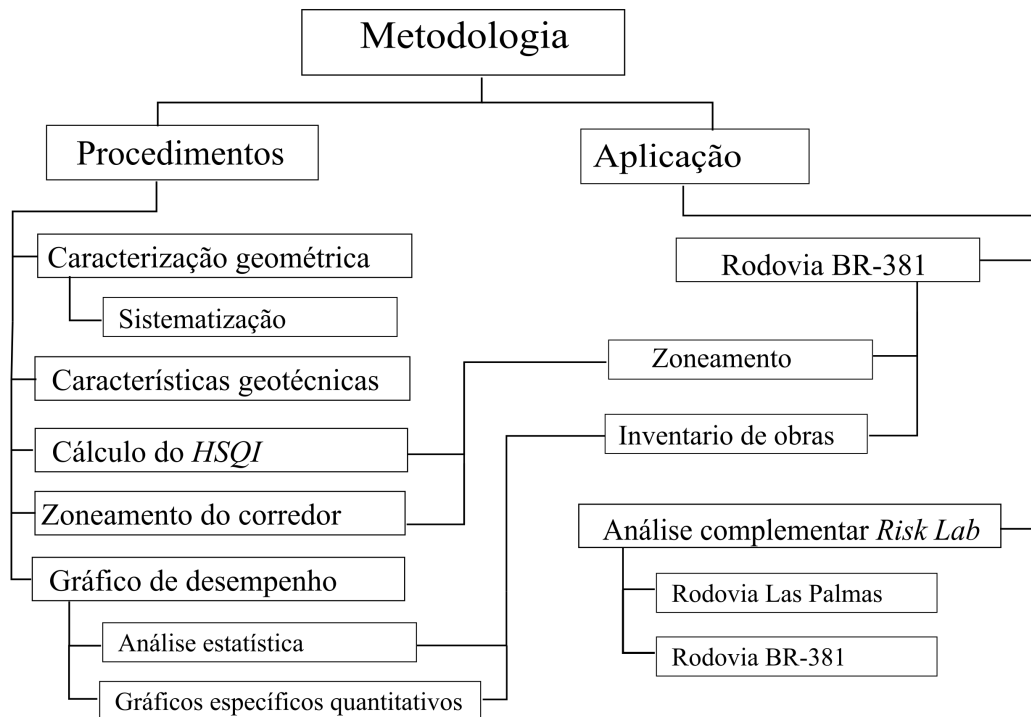 Metodologia
Procedimentos
Aplicação
Caracterização geométrica
Sistematização
Características geotécnicas
Cálculo do HSQI
Zoneamento do corredor
Gráfico de desempenho
Análise estatística
Gráficos específicos quantitativos
Rodovia BR-381
Zoneamento
Inventario de obras
Análise complementar Risk Lab
Rodovia Las Palmas
Rodovia BR-381